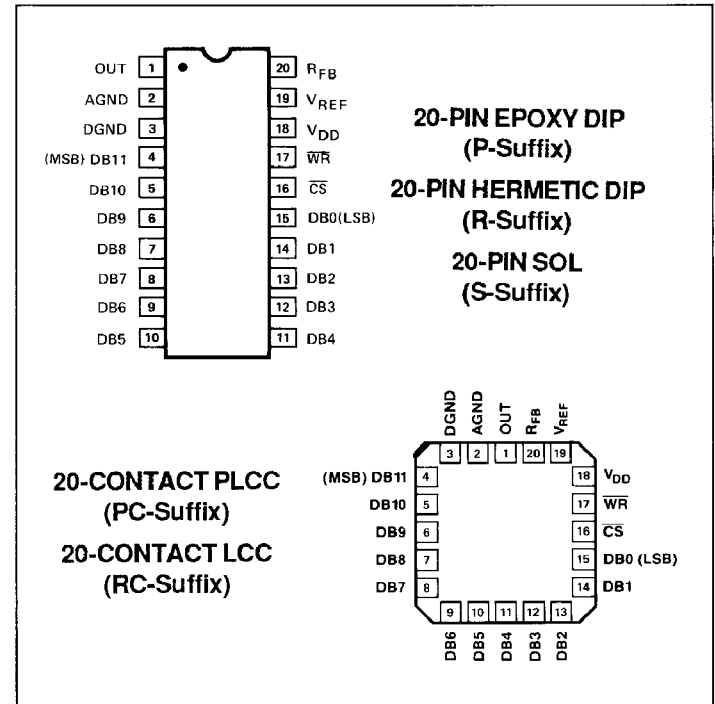 OUT 1
AGND 2
DGND 3
(MSB) DB11 4
DB10 5
DB9 6
DB8 7
DB7 8
DB6 9
DB5 10
20 RFB
19 VREF
18 VDD
17 WR
16 CS
15 DB0(LSB)
14 DB1
13 DB2
12 DB3
11 DB4
20-PIN EPOXY DIP
(P-Suffix)
20-PIN HERMETIC DIP
(R-Suffix)
20-PIN SOL
(S-Suffix)
20-CONTACT PLCC
(PC-Suffix)
20-CONTACT LCC
(RC-Suffix)
DGND AGND OUT RFB VREF
3 2 1 20 19
(MSB) DB11 4
DB10 5
DB9 6
DB8 7
DB7 8
18 VDD
17 WR
16 CS
15 DB0 (LSB)
14 DB1
9 10 11 12 13
DB6 DB5 DB4 DB3 DB2